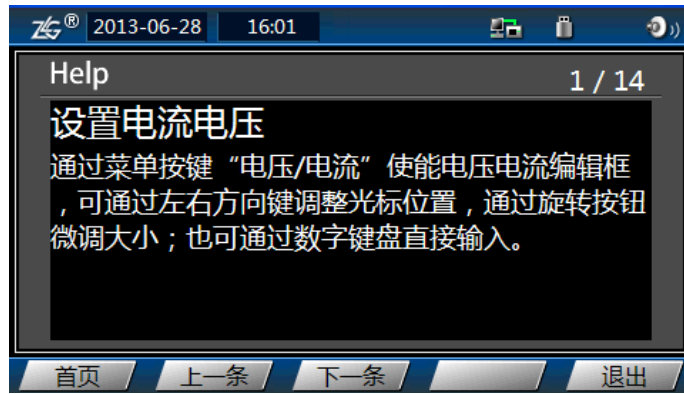 ZLG® 2013-06-28 16:01
Help 1 / 14
设置电流电压
通过菜单按键“电压/电流”使能电压电流编辑框
，可通过左右方向键调整光标位置，通过旋转按钮
微调大小；也可通过数字键盘直接输入。
首页 上一条 下一条 退出